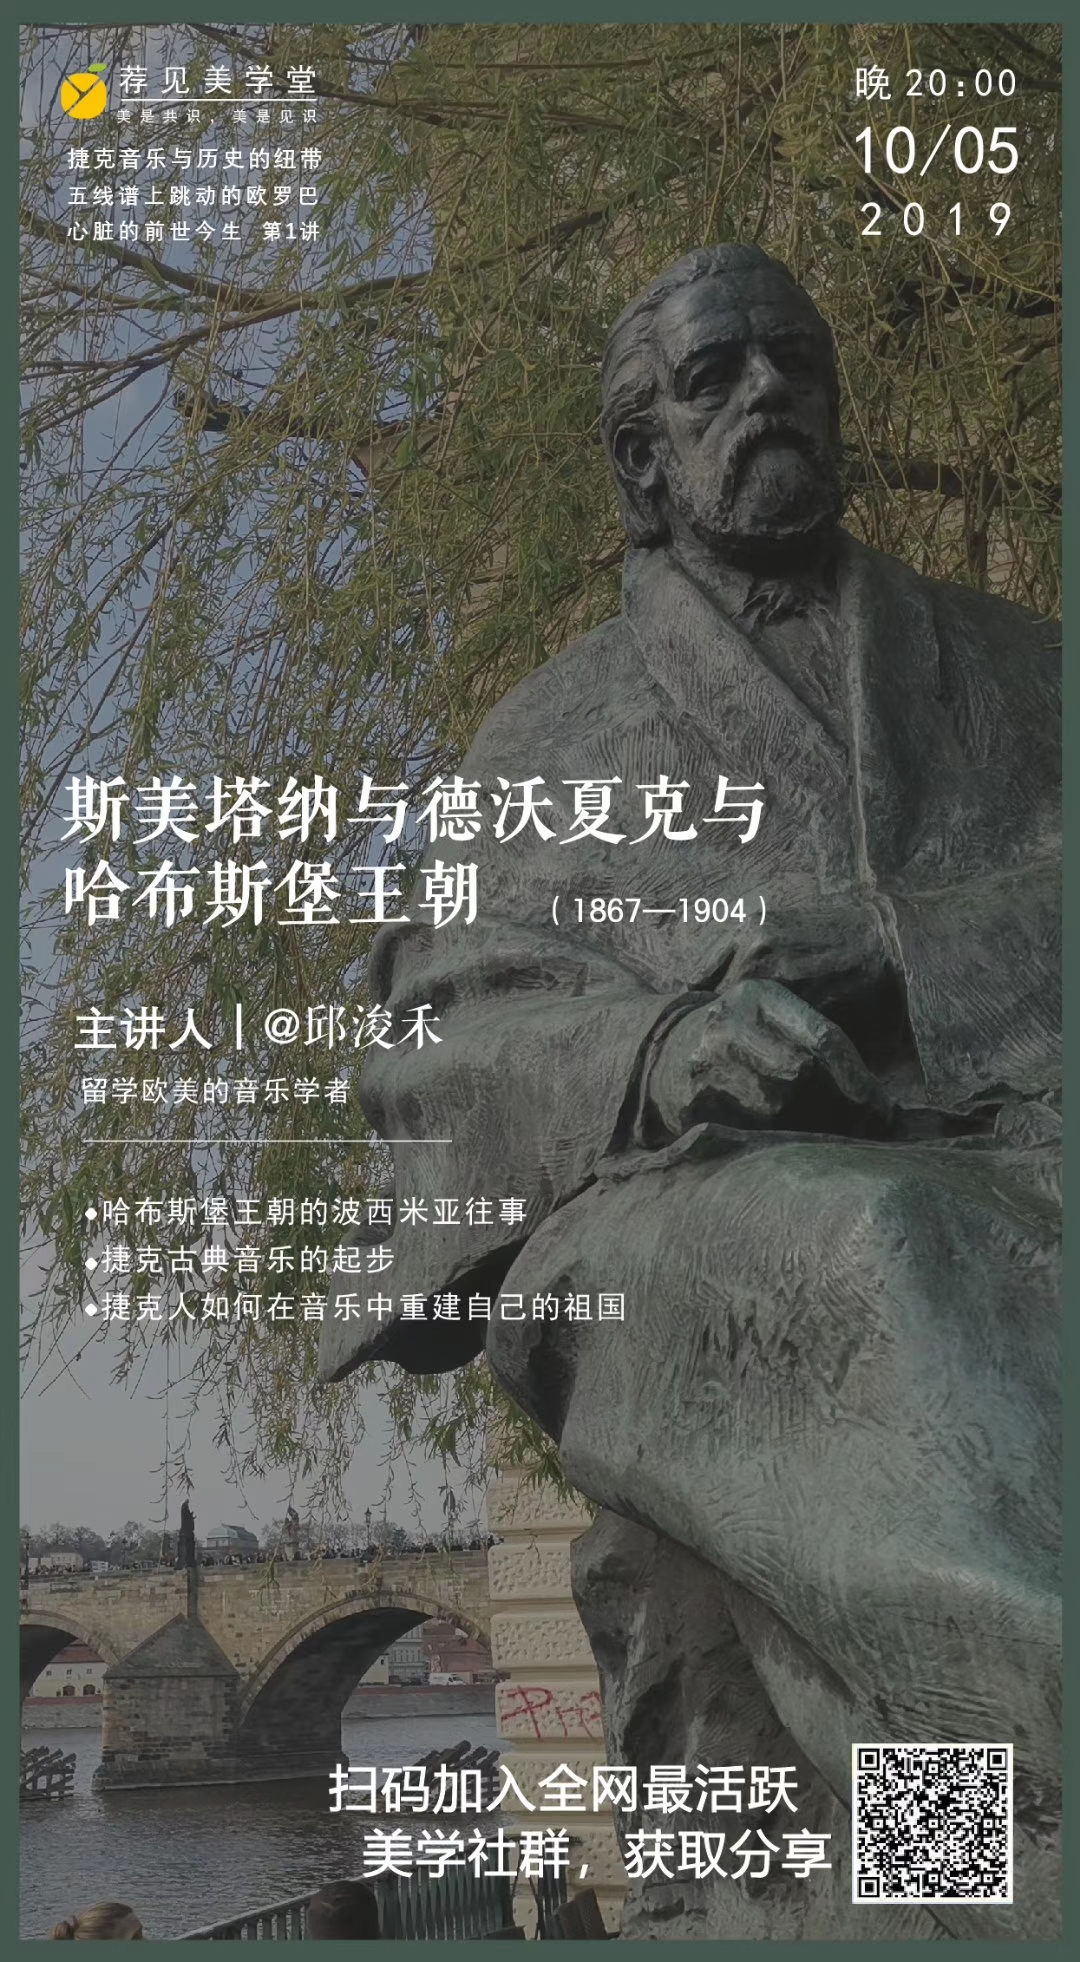 荐见美学堂
美是共识，美是见识
捷克音乐与历史的纽带
五线谱上跳动的欧罗巴
心脏的前世今生 第1讲
晚 20:00
10/05
2019
斯美塔纳与德沃夏克与
哈布斯堡王朝 （1867—1904）
主讲人｜@邱浚禾
留学欧美的音乐学者
•哈布斯堡王朝的波西米亚往事
•捷克古典音乐的起步
•捷克人如何在音乐中重建自己的祖国
扫码加入全网最活跃
美学社群，获取分享